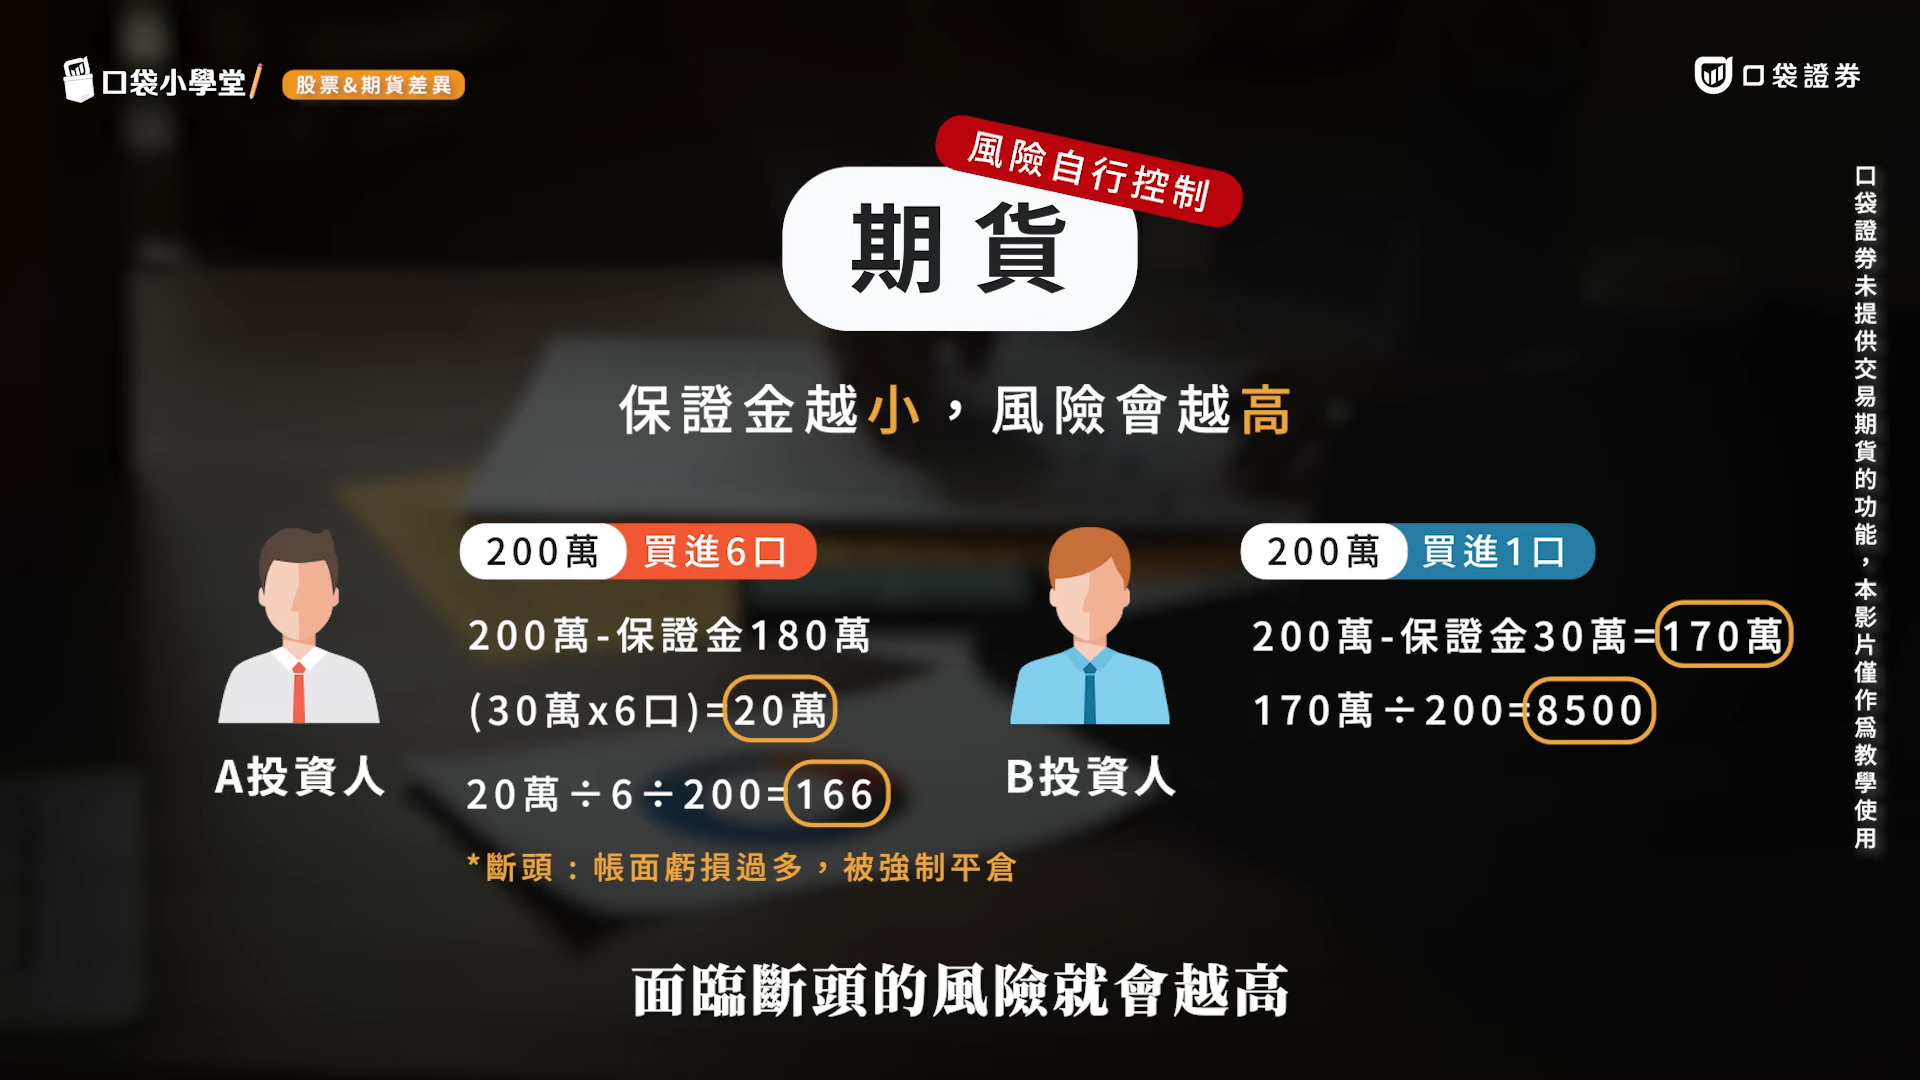 口袋小學堂
股票&期貨差異
口袋證券
風險自行控制
期貨
保證金越小，風險會越高
200萬 買進6口
200萬-保證金180萬
(30萬x6口)=20萬
20萬÷6÷200=166
*斷頭：帳面虧損過多，被強制平倉
A投資人
200萬 買進1口
200萬-保證金30萬=170萬
170萬÷200=8500
B投資人
口袋證券未提供交易期貨的功能，本影片僅作為教學使用
面臨斷頭的風險就會越高